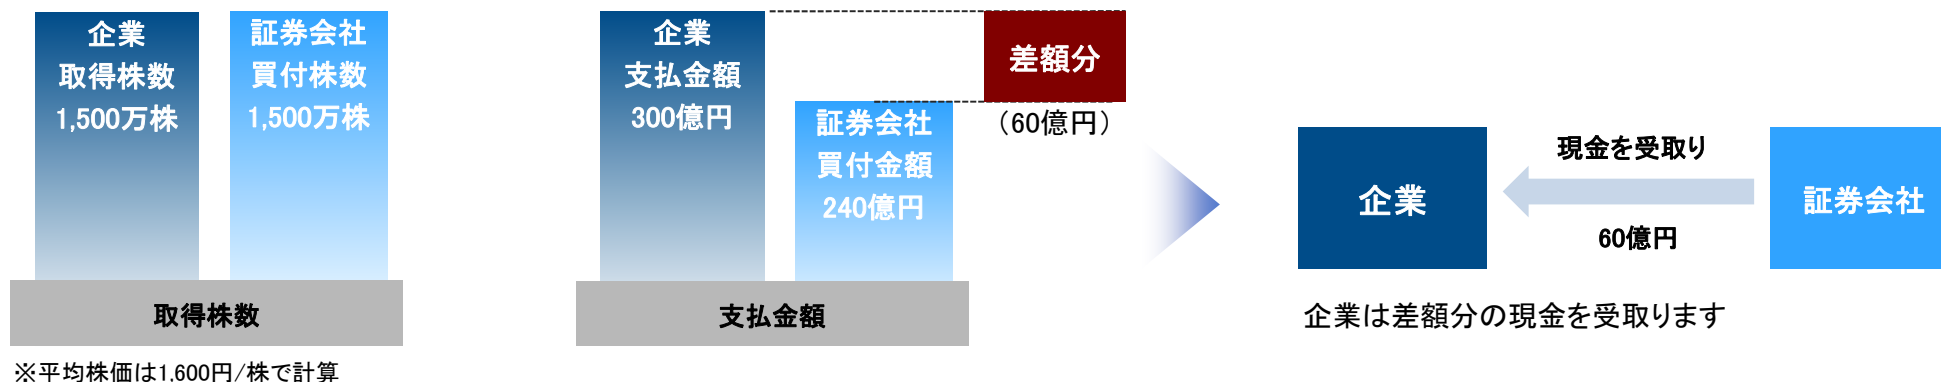 企業
取得株数
1,500万株
証券会社
買付株数
1,500万株
取得株数
※平均株価は1,600円/株で計算
企業
支払金額
300億円
証券会社
買付金額
240億円
支払金額
差額分
（60億円）
企業
現金を受取り
60億円
証券会社
企業は差額分の現金を受取ります